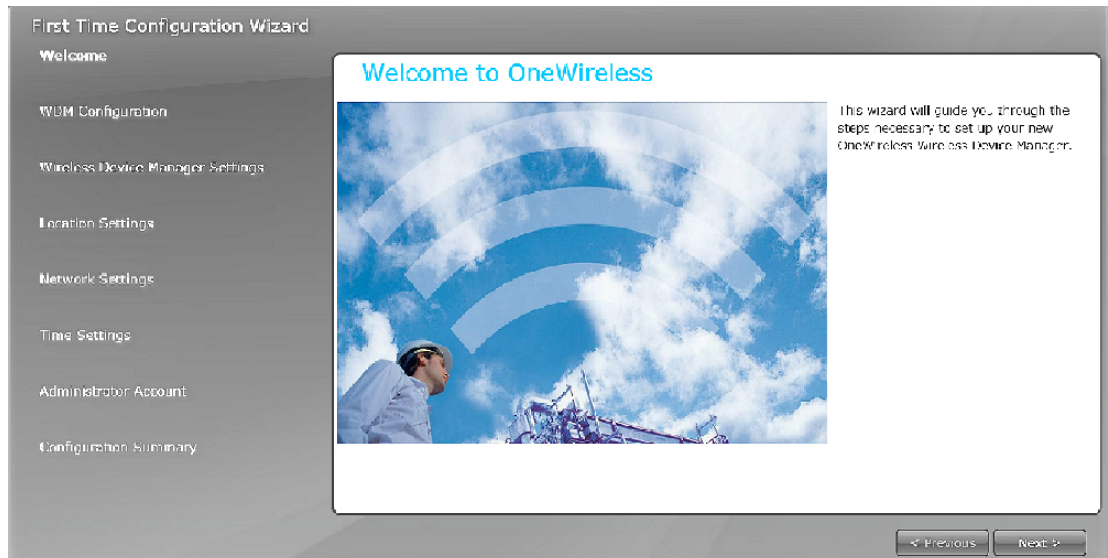 First Time Configuration Wizard
Welcome
WDM Configuration
Wireless Device Manager Settings
Location Settings
Network Settings
Time Settings
Administrator Account
Configuration Summary
Welcome to OneWireless
This wizard will guide you through the
steps necessary to set up your new
OneWireless Wireless Device Manager.
< Previous
Next >